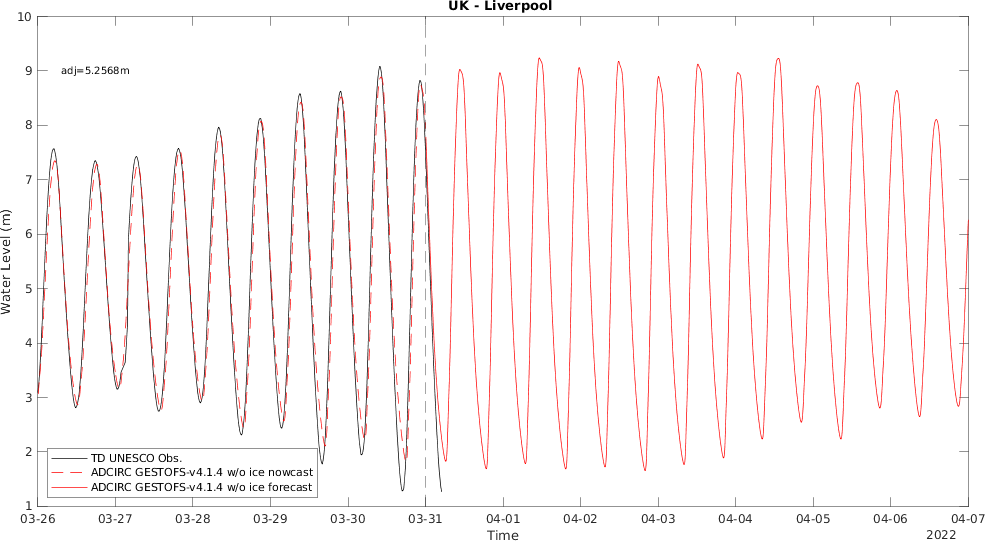 UK - Liverpool
adj=5.2568m
Water Level (m)
10
9
8
7
6
5
4
3
2
1
TD UNESCO Obs.
ADCIRC GESTOFS-v4.1.4 w/o ice nowcast
ADCIRC GESTOFS-v4.1.4 w/o ice forecast
03-26 03-27 03-28 03-29 03-30 03-31 04-01 04-02 04-03 04-04 04-05 04-06 04-07
Time
2022